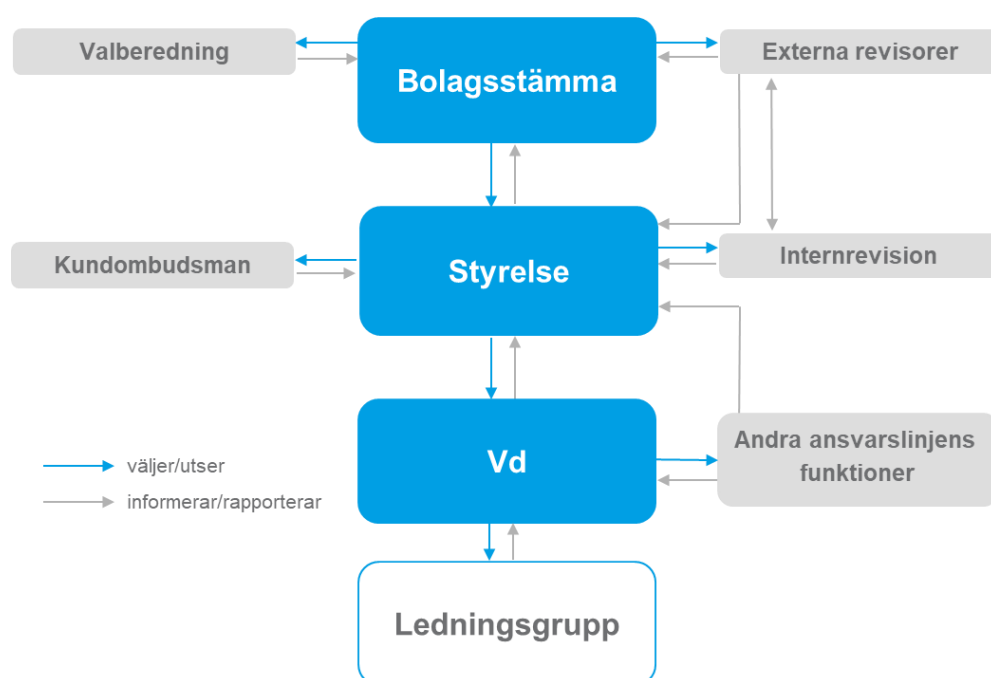 Valberedning
Bolagsstämma
Externa revisorer
Kundombudsman
Styrelse
Internrevision
Vd
Andra ansvarslinjens
funktioner
väljer/utser
informerar/rapporterar
Ledningsgrupp